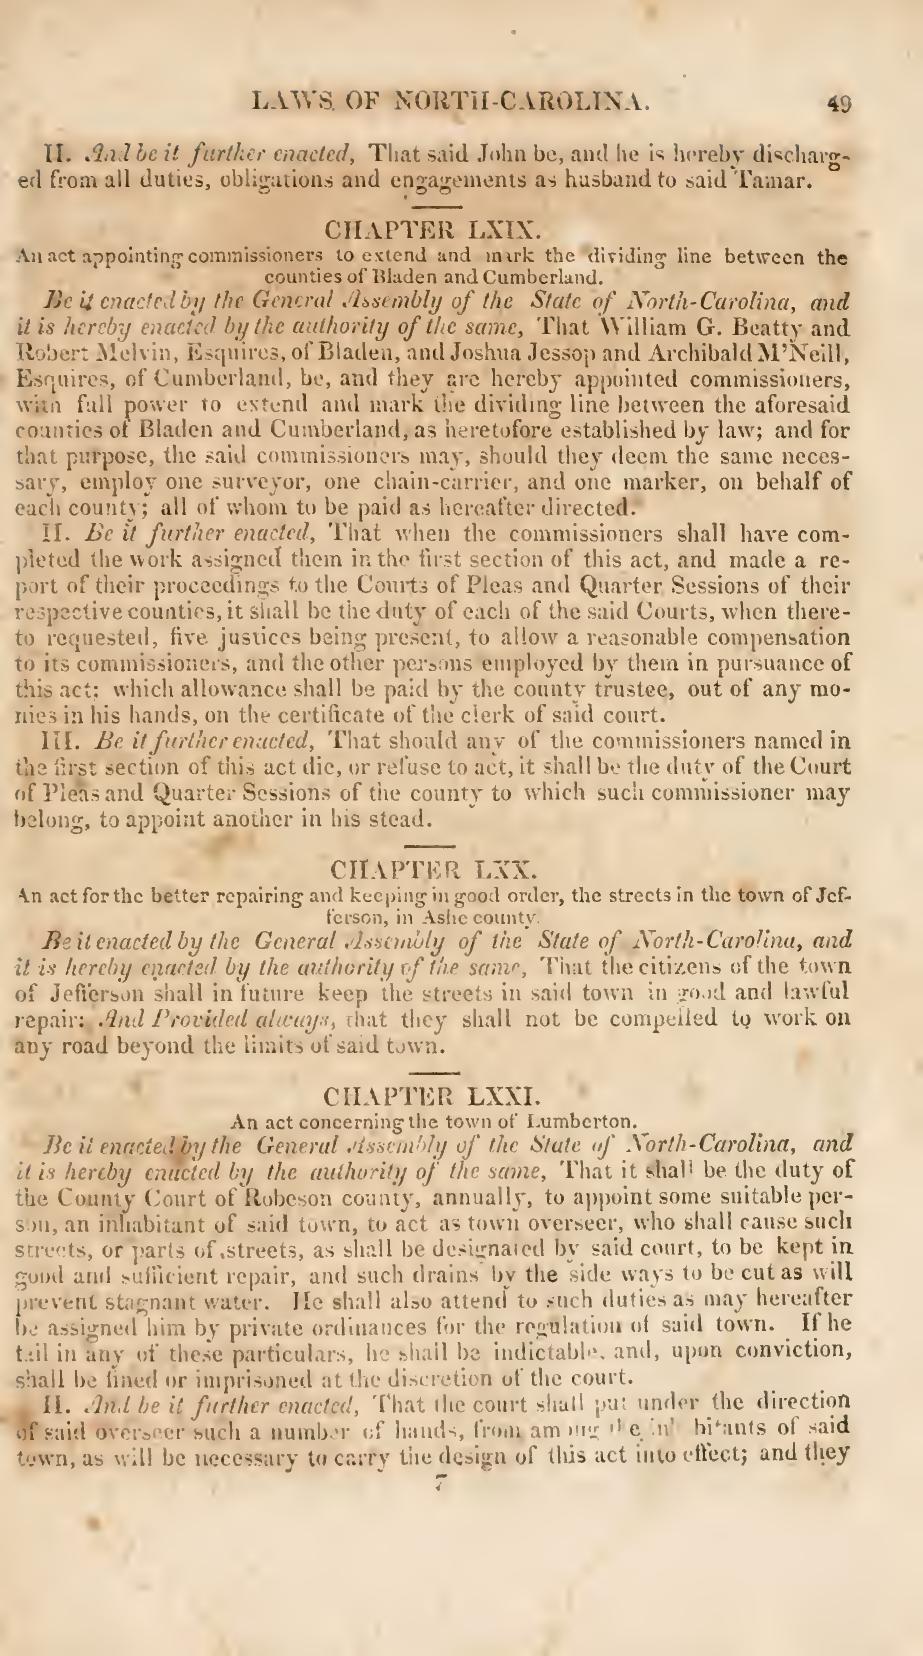 LAWS OF NORTH-CAROLINA. 49
II. And be it further enacted, That said John be, and he is hereby discharg-
ed from all duties, obligations and engagements as husband to said Tamar.
CHAPTER LXIX.
An act appointing commissioners to extend and mark the dividing line between the
counties of Bladen and Cumberland.
Be it enacted by the General Assembly of the State of North-Carolina, and
it is hereby enacted by the authority of the same, That William G. Beatty and
Robert Melvin, Esquires, of Bladen, and Joshua Jessop and Archibald M'Neill,
Esquires, of Cumberland, be, and they are hereby appointed commissioners,
with full power to extend and mark the dividing line between the aforesaid
counties of Bladen and Cumberland, as heretofore established by law; and for
that purpose, the said commissioners may, should they deem the same neces-
sary, employ one surveyor, one chain-carrier, and one marker, on behalf of
each county; all of whom to be paid as hereafter directed.
II. Be it further enacted, That when the commissioners shall have com-
pleted the work assigned them in the first section of this act, and made a re-
port of their proceedings to the Courts of Pleas and Quarter Sessions of their
respective counties, it shall be the duty of each of the said Courts, when there-
to requested, five justices being present, to allow a reasonable compensation
to its commissioners, and the other persons employed by them in pursuance of
this act: which allowance shall be paid by the county trustee, out of any mo-
nies in his hands, on the certificate of the clerk of said court.
III. Be it further enacted, That should any of the commissioners named in
the first section of this act die, or refuse to act, it shall be the duty of the Court
of Pleas and Quarter Sessions of the county to which such commissioner may
belong, to appoint another in his stead.
CHAPTER LXX.
An act for the better repairing and keeping in good order, the streets in the town of Jef-
ferson, in Ashe county.
Be it enacted by the General Assembly of the State of North-Carolina, and
it is hereby enacted by the authority of the same, That the citizens of the town
of Jefferson shall in future keep the streets in said town in good and lawful
repair: And Provided always, that they shall not be compelled to work on
any road beyond the limits of said town.
CHAPTER LXXI.
An act concerning the town of Lumberton.
Be it enacted by the General Assembly of the State of North-Carolina, and
it is hereby enacted by the authority of the same, That it shall be the duty of
the County Court of Robeson county, annually, to appoint some suitable per-
son, an inhabitant of said town, to act as town overseer, who shall cause such
streets, or parts of streets, as shall be designated by said court, to be kept in
good and sufficient repair, and such drains by the side ways to be cut as will
prevent stagnant water. He shall also attend to such duties as may hereafter
be assigned him by private ordinances for the regulation of said town. If he
fail in any of these particulars, he shall be indictable, and, upon conviction,
shall be fined or imprisoned at the discretion of the court.
II. And be it further enacted, That the court shall put under the direction
of said overseer such a number of hands, from among the inhabitants of said
town, as will be necessary to carry the design of this act into effect; and they
7